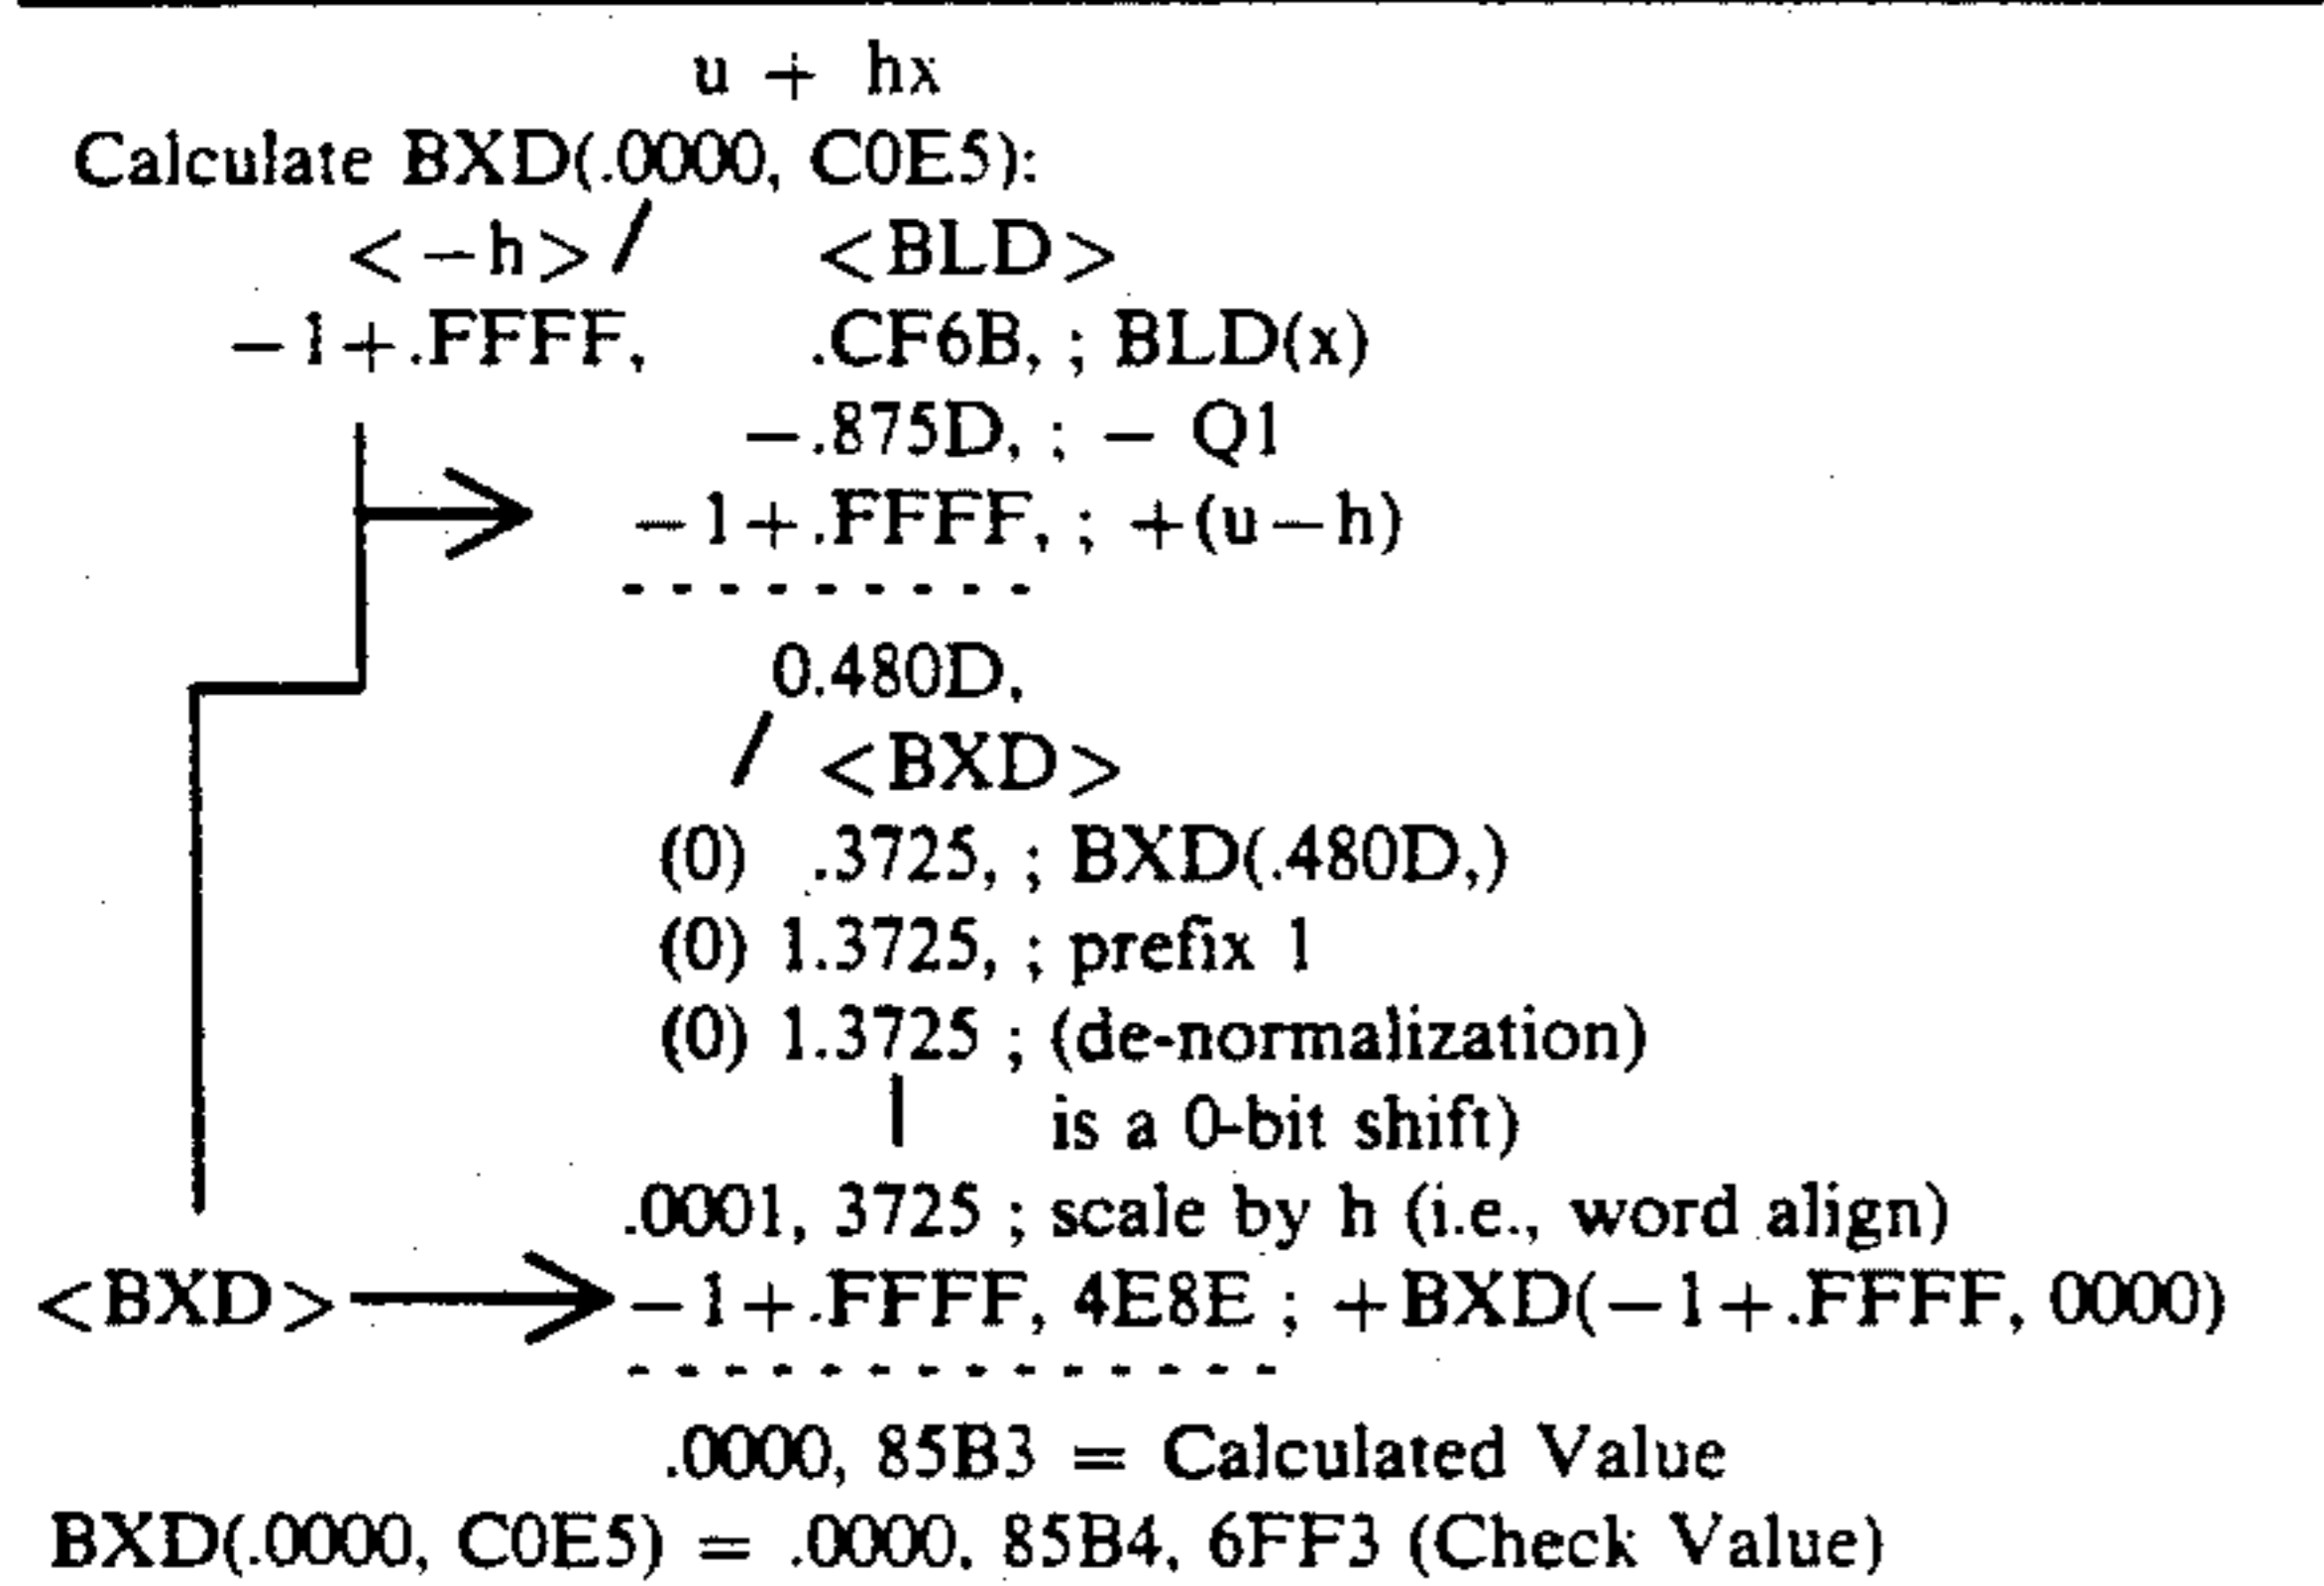 u + hx
Calculate BXD(.0000, C0E5):
<-h> / <BLD>
-1+.FFFF, .CF6B, ; BLD(x)
-.875D, ; - Q1
-1+.FFFF, ; +(u-h)
- - - - - - - - -
0.480D,
/ <BXD>
(0) .3725, ; BXD(.480D,)
(0) 1.3725, ; prefix 1
(0) 1.3725 ; (de-normalization)
| is a 0-bit shift)
.0001, 3725 ; scale by h (i.e., word align)
<BXD> -1+.FFFF, 4E8E ; +BXD(-1+.FFFF, 0000)
- - - - - - - - - - - - - -
.0000, 85B3 = Calculated Value
BXD(.0000, C0E5) = .0000, 85B4, 6FF3 (Check Value)